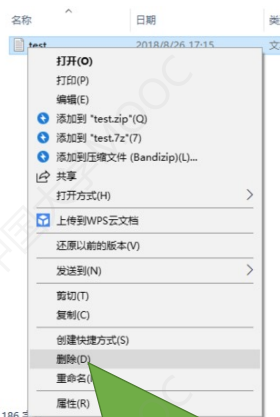 名称
日期
test
2018/8/26 17:15
文
打开(O)
打印(P)
编辑(E)
添加到 "test.zip"(Q)
添加到 "test.7z"(7)
添加到压缩文件 (Bandizip)(L)...
共享
打开方式(H)
上传到WPS云文档
还原以前的版本(V)
发送到(N)
剪切(T)
复制(C)
创建快捷方式(S)
删除(D)
重命名(
属性(R)
186